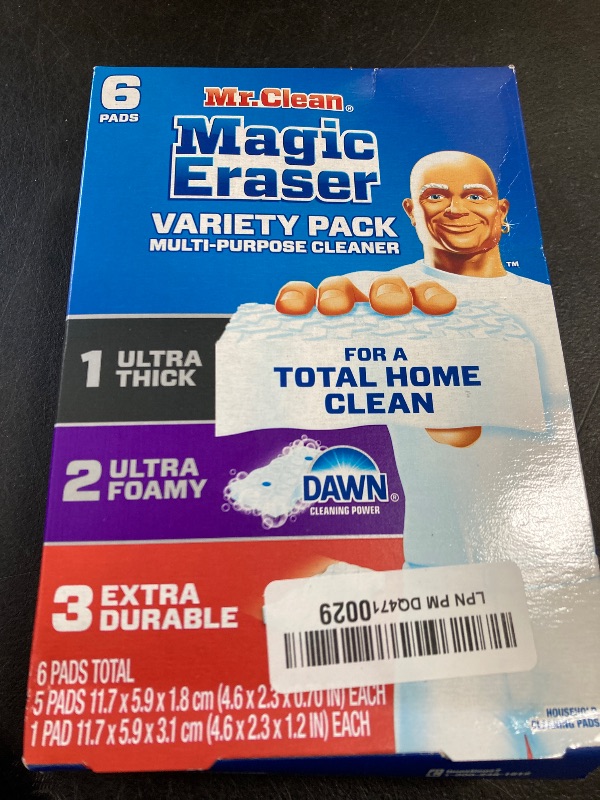 6
PADS
Mr.Clean®
Magic
Eraser
VARIETY PACK
MULTI-PURPOSE CLEANER
TM
FOR A
TOTAL HOME
CLEAN
1 ULTRA
THICK
2 ULTRA
FOAMY
DAWN®
CLEANING POWER
3 EXTRA
DURABLE
LPN PM DQ4710029
6 PADS TOTAL
5 PADS 11.7 x 5.9 x 1.8 cm (4.6 x 2.3 x 0.70 IN) EACH
1 PAD 11.7 x 5.9 x 3.1 cm (4.6 x 2.3 x 1.2 IN) EACH
HOUSEHOLD
CLEANING PADS